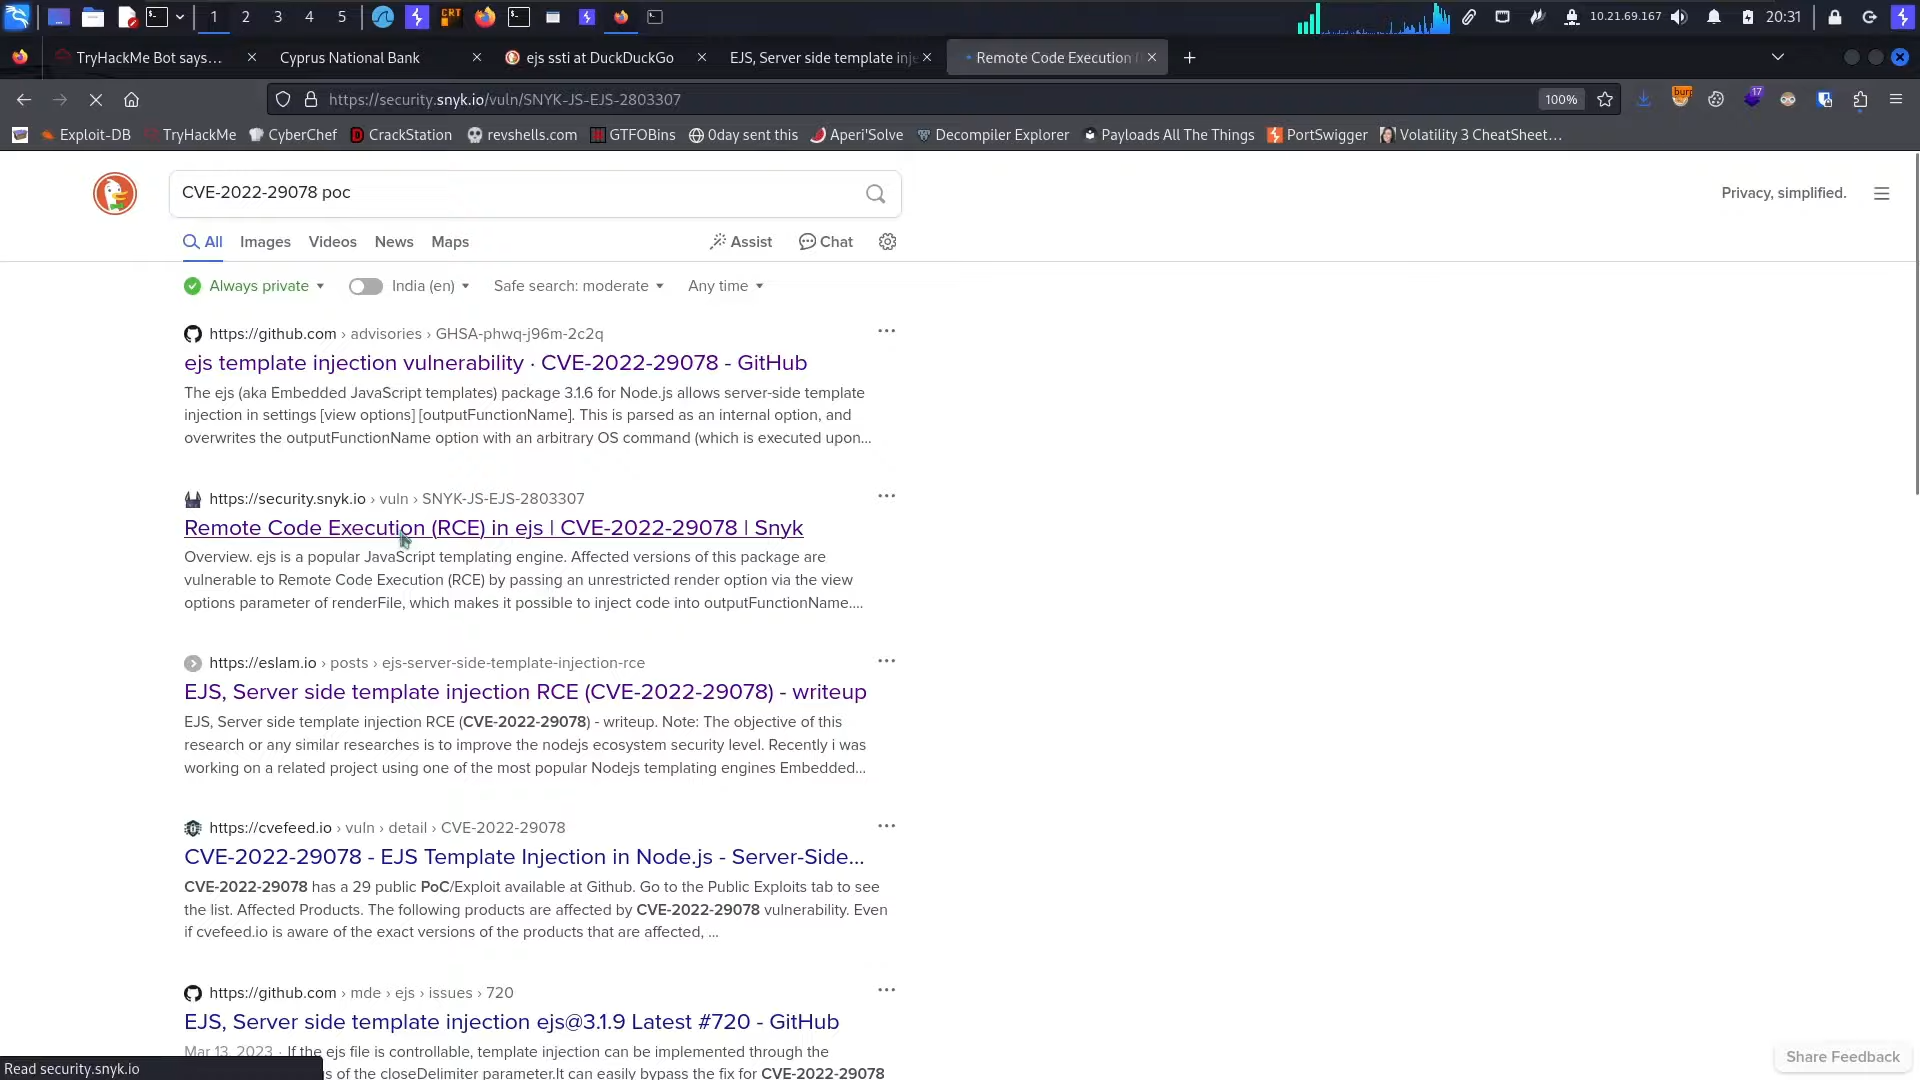 1 2 3 4 5 CRT 10.21.69.167 20:31
TryHackMe Bot says... Cyprus National Bank ejs ssti at DuckDuckGo EJS, Server side template inje Remote Code Execution
https://security.snyk.io/vuln/SNYK-JS-EJS-2803307 100% burp 17
Exploit-DB TryHackMe CyberChef CrackStation revshells.com GTFOBins 0day sent this Aperi'Solve Decompiler Explorer Payloads All The Things PortSwigger Volatility 3 CheatSheet...
CVE-2022-29078 poc
Privacy, simplified.
All Images Videos News Maps Assist Chat
Always private India (en) Safe search: moderate Any time
https://github.com › advisories › GHSA-phwq-j96m-2c2q
ejs template injection vulnerability · CVE-2022-29078 - GitHub
The ejs (aka Embedded JavaScript templates) package 3.1.6 for Node.js allows server-side template
injection in settings [view options] [outputFunctionName]. This is parsed as an internal option, and
overwrites the outputFunctionName option with an arbitrary OS command (which is executed upon...
https://security.snyk.io › vuln › SNYK-JS-EJS-2803307
Remote Code Execution (RCE) in ejs | CVE-2022-29078 | Snyk
Overview. ejs is a popular JavaScript templating engine. Affected versions of this package are
vulnerable to Remote Code Execution (RCE) by passing an unrestricted render option via the view
options parameter of renderFile, which makes it possible to inject code into outputFunctionName....
https://eslam.io › posts › ejs-server-side-template-injection-rce
EJS, Server side template injection RCE (CVE-2022-29078) - writeup
EJS, Server side template injection RCE (CVE-2022-29078) - writeup. Note: The objective of this
research or any similar researches is to improve the nodejs ecosystem security level. Recently i was
working on a related project using one of the most popular Nodejs templating engines Embedded...
https://cvefeed.io › vuln › detail › CVE-2022-29078
CVE-2022-29078 - EJS Template Injection in Node.js - Server-Side...
CVE-2022-29078 has a 29 public PoC/Exploit available at Github. Go to the Public Exploits tab to see
the list. Affected Products. The following products are affected by CVE-2022-29078 vulnerability. Even
if cvefeed.io is aware of the exact versions of the products that are affected, ...
https://github.com › mde › ejs › issues › 720
EJS, Server side template injection ejs@3.1.9 Latest #720 - GitHub
Mar 13, 2023 · If the ejs file is controllable, template injection can be implemented through the
s of the closeDelimiter parameter.It can easily bypass the fix for CVE-2022-29078
Share Feedback
Read security.snyk.io